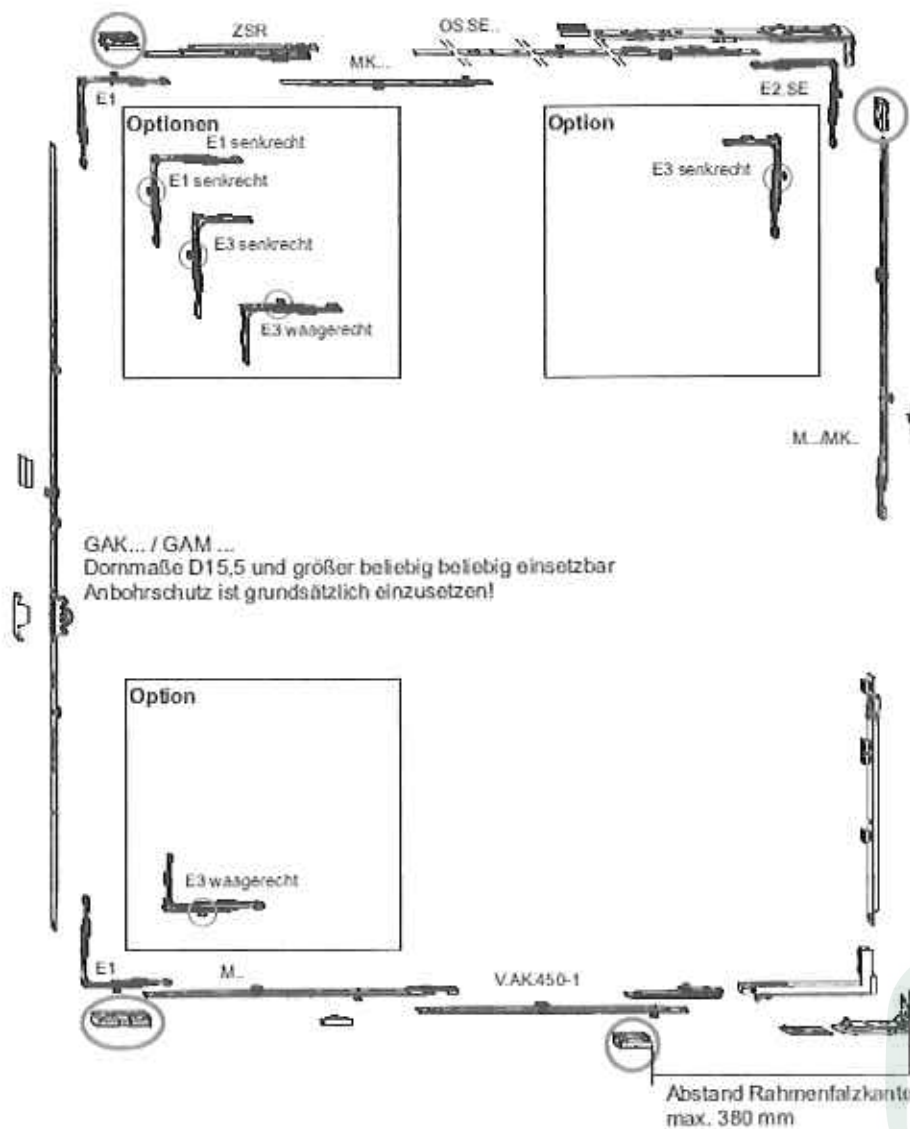 ZSR
OS.SE..
MK...
E1
E2.SE
Optionen
E1 senkrecht
E1 senkrecht
E3 senkrecht
E3 waagerecht
Option
E3 senkrecht
M.../MK..
GAK... / GAM ...
Dornmaße D15,5 und größer beliebig beliebig einsetzbar
Anbohrschutz ist grundsätzlich einzusetzen!
Option
E3 waagerecht
E1
M..
V.AK.450-1
Abstand Rahmenfalzkante
max. 380 mm